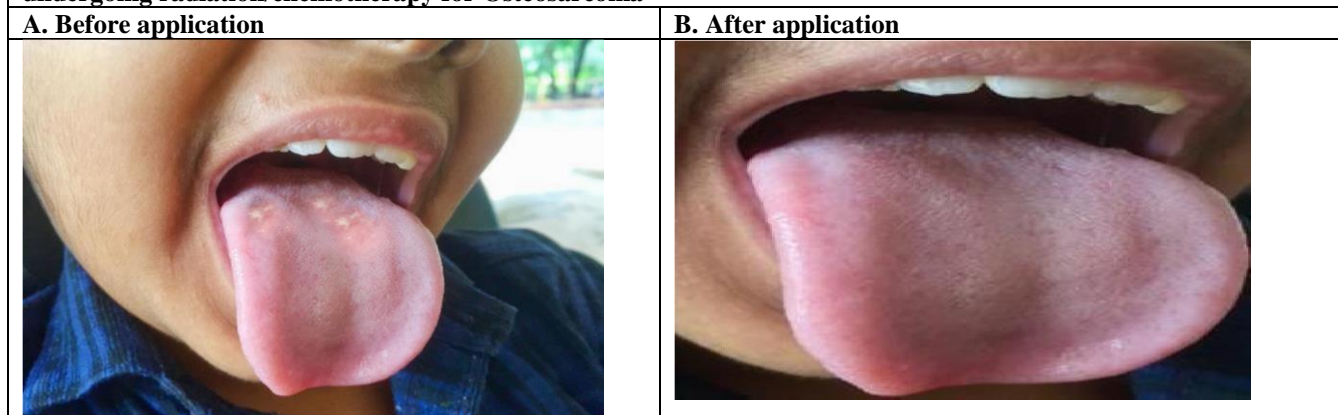 undergoing radiation/chemotherapy for Osteosarcoma
A. Before application
B. After application